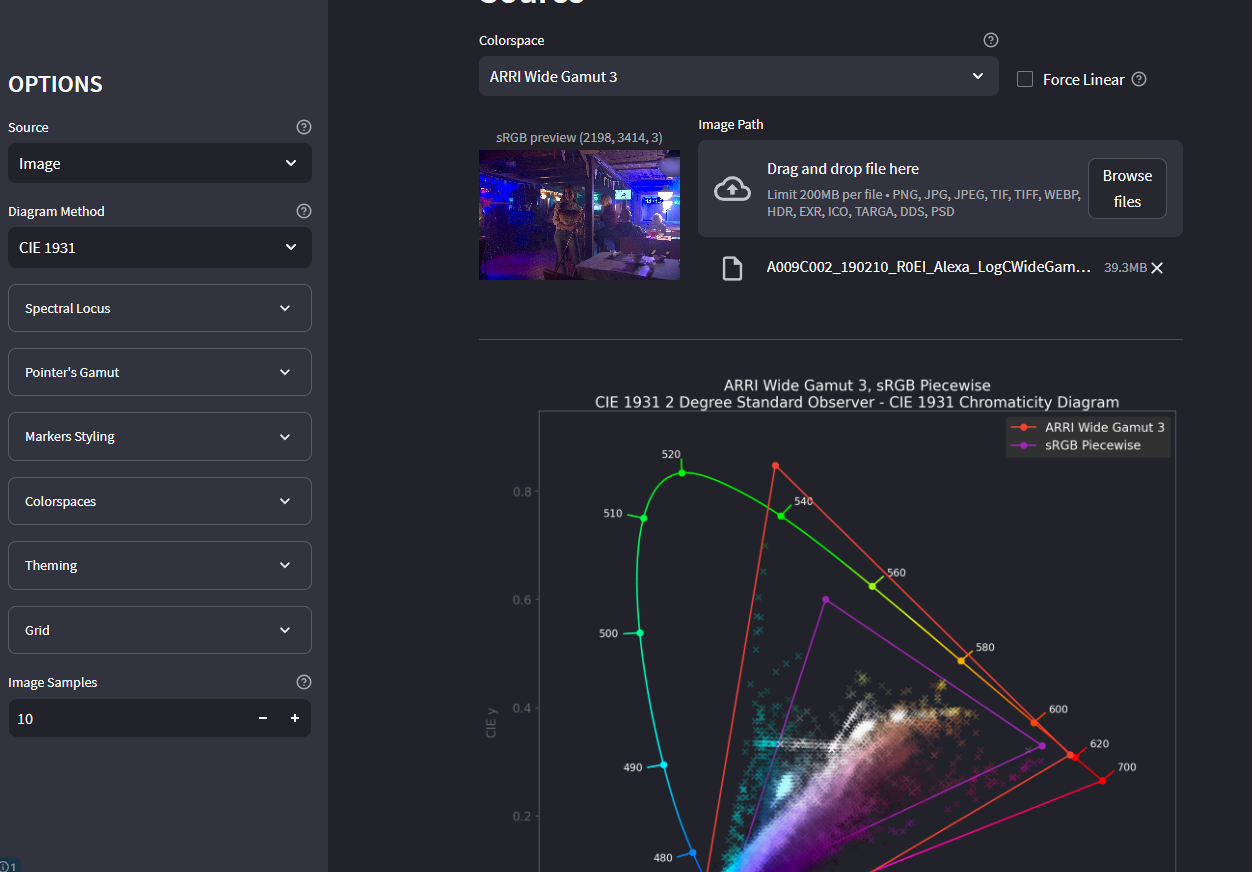 Source
OPTIONS
Source
Image
Diagram Method
CIE 1931
Spectral Locus
Pointer's Gamut
Markers Styling
Colorspaces
Theming
Grid
Image Samples
10
1
Colorspace
ARRI Wide Gamut 3
Force Linear
sRGB preview (2198, 3414, 3)
Image Path
Drag and drop file here
Limit 200MB per file • PNG, JPG, JPEG, TIF, TIFF, WEBP,
HDR, EXR, ICO, TARGA, DDS, PSD
Browse
files
A009C002_190210_R0EI_Alexa_LogCWideGam…
39.3MB
ARRI Wide Gamut 3, sRGB Piecewise
CIE 1931 2 Degree Standard Observer - CIE 1931 Chromaticity Diagram
ARRI Wide Gamut 3
sRGB Piecewise
520
540
510
560
500
580
600
620
490
700
480
0.8
0.6
0.4
0.2
CIE y